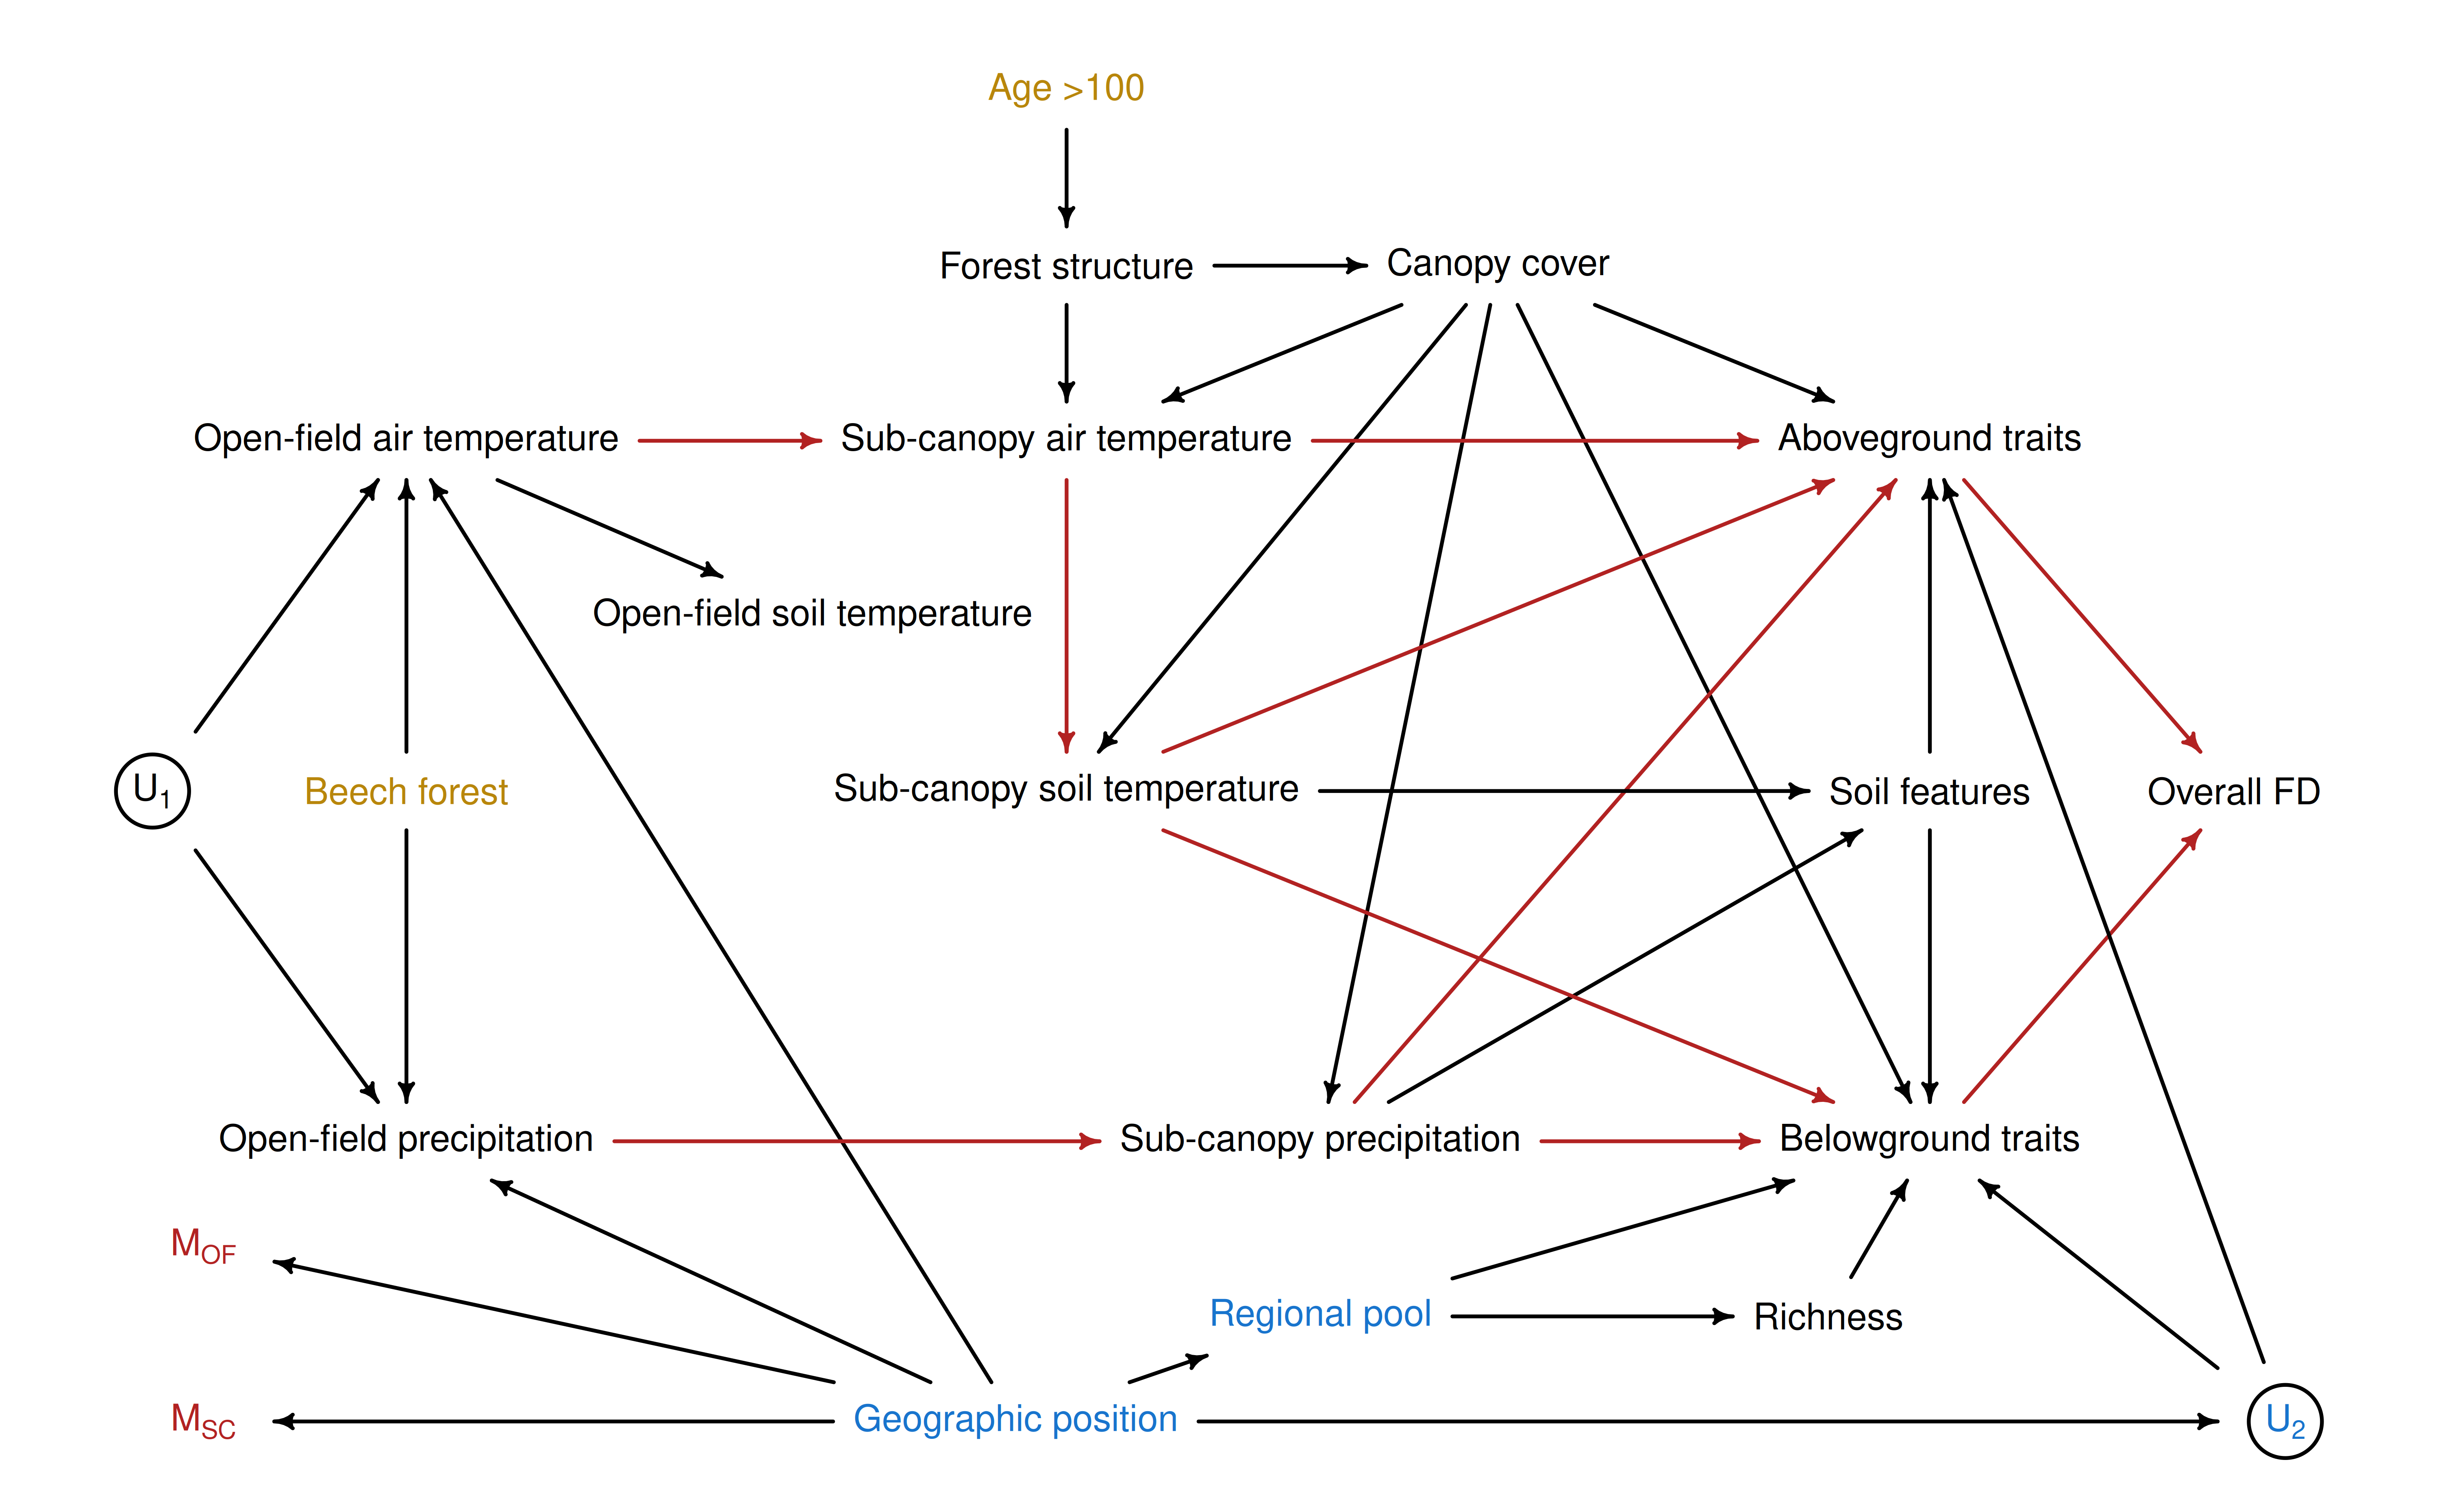 Age >100
Forest structure
Canopy cover
Open-field air temperature
Sub-canopy air temperature
Aboveground traits
Open-field soil temperature
U1
Beech forest
Sub-canopy soil temperature
Soil features
Overall FD
Open-field precipitation
Sub-canopy precipitation
Belowground traits
MOF
Regional pool
Richness
MSC
Geographic position
U2